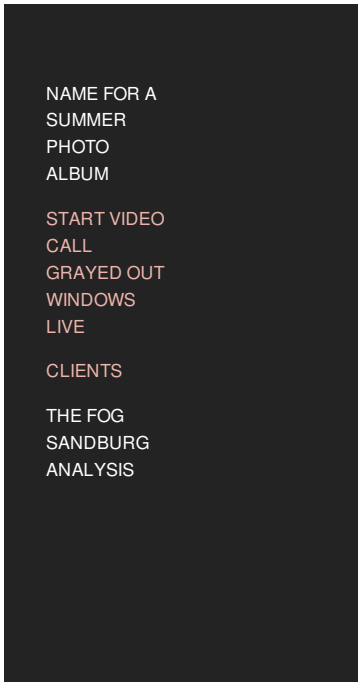 NAME FOR A
SUMMER
PHOTO
ALBUM
START VIDEO
CALL
GRAYED OUT
WINDOWS
LIVE
CLIENTS
THE FOG
SANDBURG
ANALYSIS